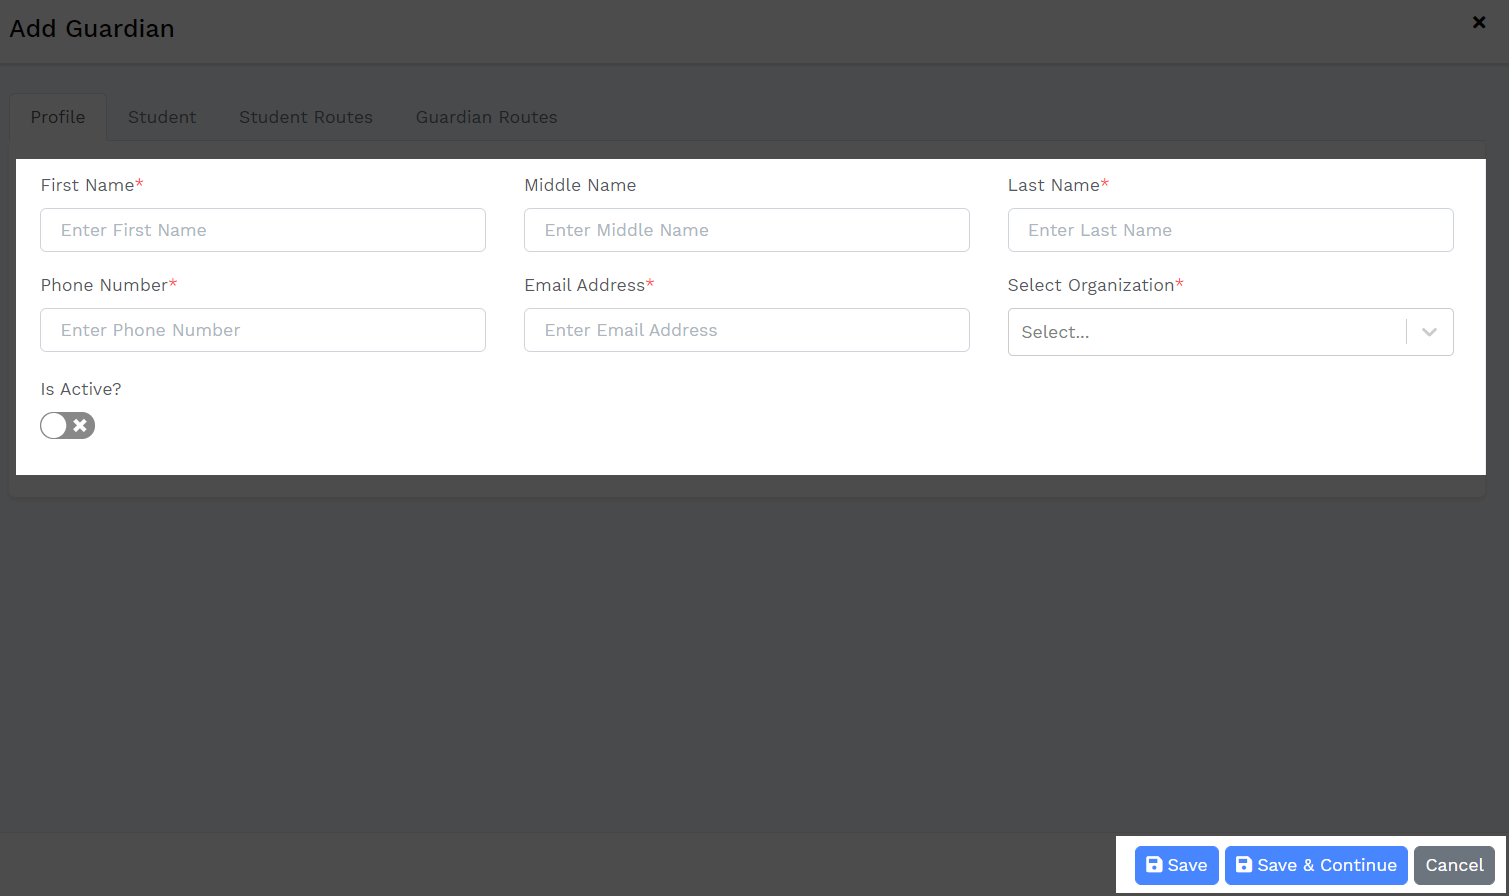 Add Guardian
Profile Student Student Routes Guardian Routes
First Name* Middle Name Last Name*
Enter First Name Enter Middle Name Enter Last Name
Phone Number* Email Address* Select Organization*
Enter Phone Number Enter Email Address Select...
Is Active?
Save Save & Continue Cancel